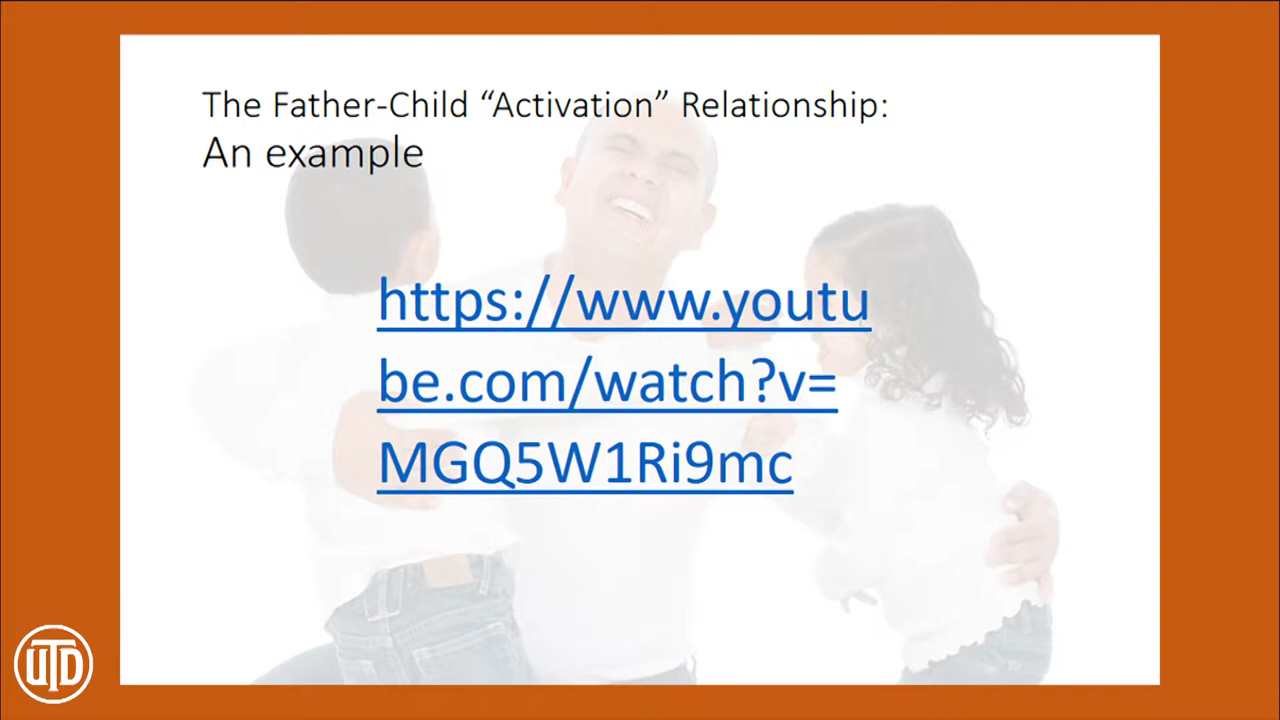 The Father-Child “Activation” Relationship:
An example
https://www.youtu
be.com/watch?v=
MGQ5W1Ri9mc
UTD